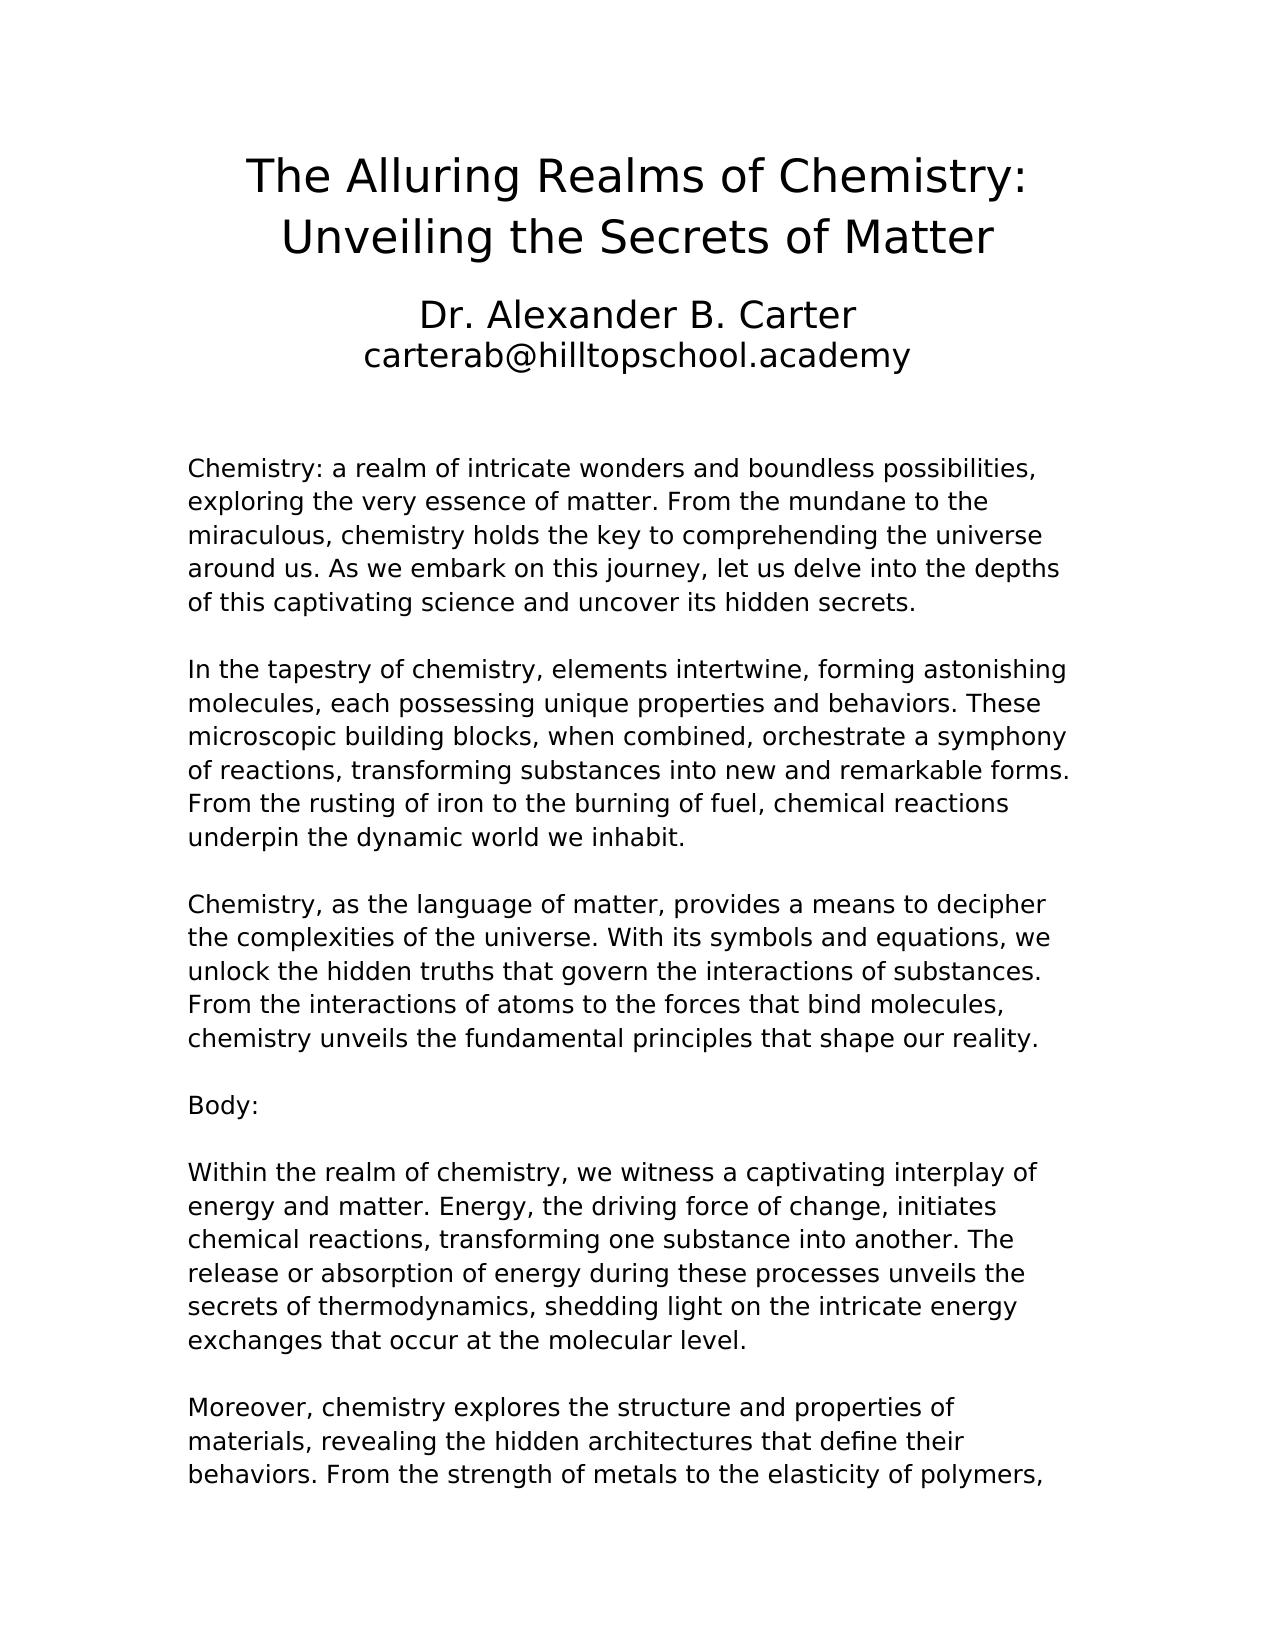 The Alluring Realms of Chemistry:
Unveiling the Secrets of Matter
Dr. Alexander B. Carter
carterab@hilltopschool.academy
Chemistry: a realm of intricate wonders and boundless possibilities,
exploring the very essence of matter. From the mundane to the
miraculous, chemistry holds the key to comprehending the universe
around us. As we embark on this journey, let us delve into the depths
of this captivating science and uncover its hidden secrets.
In the tapestry of chemistry, elements intertwine, forming astonishing
molecules, each possessing unique properties and behaviors. These
microscopic building blocks, when combined, orchestrate a symphony
of reactions, transforming substances into new and remarkable forms.
From the rusting of iron to the burning of fuel, chemical reactions
underpin the dynamic world we inhabit.
Chemistry, as the language of matter, provides a means to decipher
the complexities of the universe. With its symbols and equations, we
unlock the hidden truths that govern the interactions of substances.
From the interactions of atoms to the forces that bind molecules,
chemistry unveils the fundamental principles that shape our reality.
Body:
Within the realm of chemistry, we witness a captivating interplay of
energy and matter. Energy, the driving force of change, initiates
chemical reactions, transforming one substance into another. The
release or absorption of energy during these processes unveils the
secrets of thermodynamics, shedding light on the intricate energy
exchanges that occur at the molecular level.
Moreover, chemistry explores the structure and properties of
materials, revealing the hidden architectures that define their
behaviors. From the strength of metals to the elasticity of polymers,